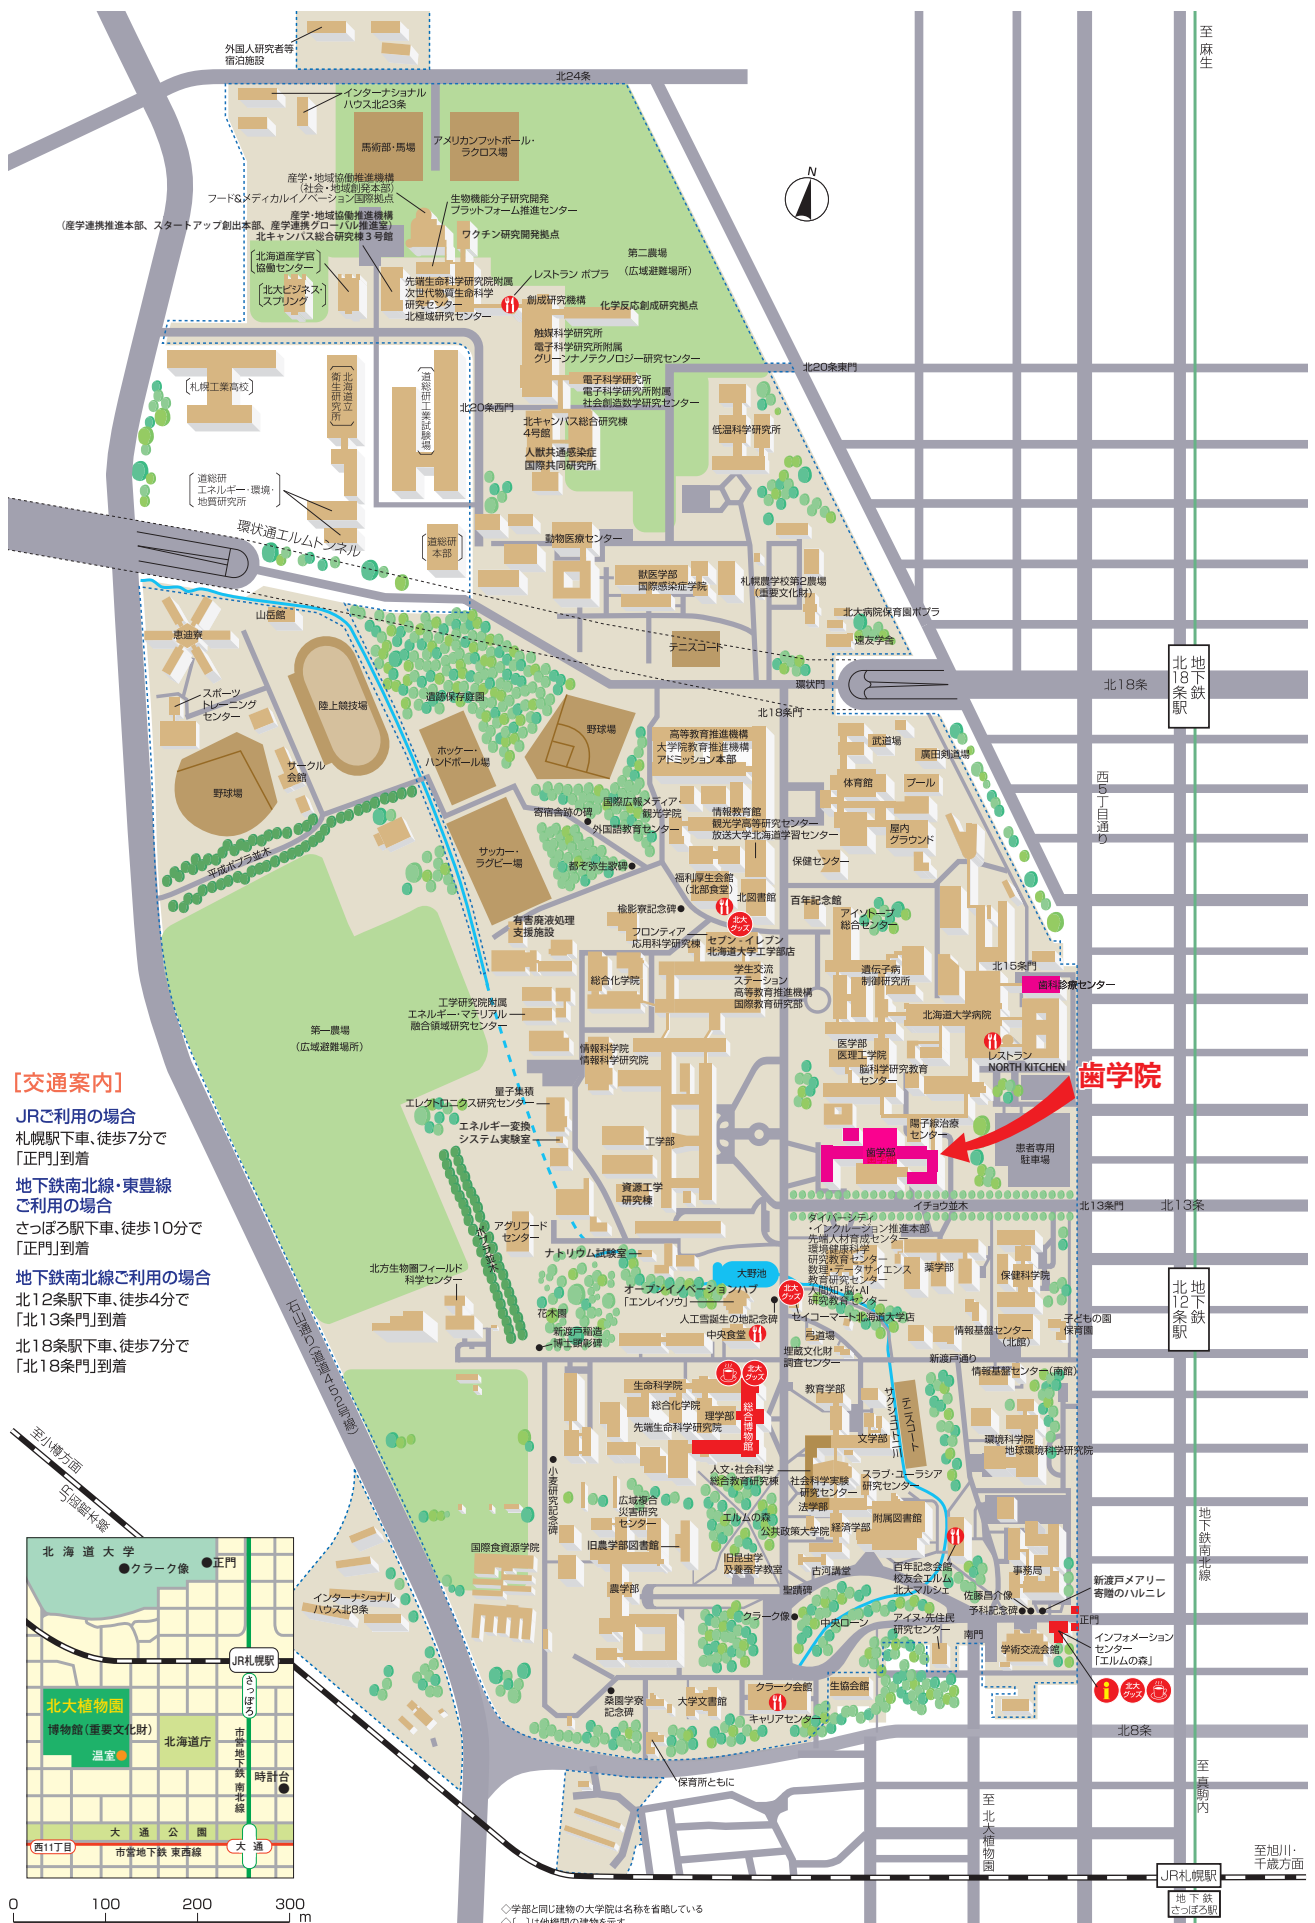 外国人研究者等
宿泊施設
至 麻生
北24条
インターナショナル
ハウス北23条
馬術部・馬場
アメリカンフットボール・
ラクロス場
産学・地域協働推進機構
(社会・地域創発本部)
フード&メディカルイノベーション国際拠点
生物機能分子研究開発
プラットフォーム推進センター
産学・地域協働推進機構
(産学連携推進本部、スタートアップ創出本部、産学連携グローバル推進室)
北キャンパス総合研究棟3号館
ワクチン研究開発拠点
N
北海道産学官
協働センター
北大ビジネス・
スプリング
先端生命科学研究院附属
次世代物質生命科学
研究センター
北極域研究センター
レストラン ポプラ
第二農場
(広域避難場所)
創成研究機構
化学反応創成研究拠点
触媒科学研究所
電子科学研究所附属
グリーンナノテクノロジー研究センター
札幌工業高校
北海道立
衛生研究所
道総研工業試験場
電子科学研究所
電子科学研究所附属
社会創造数学研究センター
北20条東門
北20条西門
北キャンパス総合研究棟
4号館
低温科学研究所
人獣共通感染症
国際共同研究所
道総研
エネルギー・環境・
地質研究所
環状通エルムトンネル
道総研
本部
動物医療センター
獣医学部
国際感染症学院
札幌農学校第2農場
(重要文化財)
北大病院保育園ポプラ
遠友学舎
山岳館
恵迪寮
テニスコート
スポーツ
トレーニング
センター
陸上競技場
遺跡保存庭園
環状門
北18条
地下鉄
北18条駅
北18条門
野球場
ホッケー・
ハンドボール場
高等教育推進機構
大学院教育推進機構
アドミッション本部
武道場
廣田剣道場
サークル
会館
野球場
体育館
プール
西5丁目通り
国際広報メディア・
観光学院
寄宿舎跡の碑
外国語教育センター
情報教育館
観光学高等研究センター
放送大学北海道学習センター
屋内
グラウンド
サッカー・
ラグビー場
平成ポプラ並木
都ぞ弥生歌碑
保健センター
福利厚生会館
(北部食堂)
北図書館
百年記念館
楡影寮記念碑
北大
グッズ
アイソトープ
総合センター
有害廃液処理
支援施設
フロンティア
応用科学研究棟
セブン-イレブン
北海道大学工学部店
総合化学院
学生交流
ステーション
高等教育推進機構
国際教育研究部
遺伝子病
制御研究所
北15条門
歯科診療センター
工学研究院附属
エネルギー・マテリアル
融合領域研究センター
北海道大学病院
第一農場
(広域避難場所)
情報科学院
情報科学研究院
医学部
医理工学院
レストラン
NORTH KITCHEN
歯学院
脳科学研究教育
センター
[交通案内]
JRご利用の場合
札幌駅下車、徒歩7分で
「正門」到着
地下鉄南北線・東豊線
ご利用の場合
さっぽろ駅下車、徒歩10分で
「正門」到着
地下鉄南北線ご利用の場合
北12条駅下車、徒歩4分で
「北13条門」到着
北18条駅下車、徒歩7分で
「北18条門」到着
量子集積
エレクトロニクス研究センター
エネルギー変換
システム実験室
工学部
陽子線治療
センター
歯学部
患者専用
駐車場
資源工学
研究棟
イチョウ並木
北13条門
北13条
アグリフード
センター
ポプラ並木
ナトリウム試験室
ダイバーシティ
・インクルージョン推進本部
先端人材育成センター
環境健康科学
研究教育センター
数理・データサイエンス
教育研究センター
人間知・脳・AI
研究教育センター
薬学部
保健科学院
北方生物圏フィールド
科学センター
大野池
オープンイノベーションハブ
「エンレイソウ」
北大
グッズ
地下鉄
北12条駅
花木園
人工雪誕生の地記念碑
セイコーマート北海道大学店
子どもの園
保育園
新渡戸稲造
博士顕彰碑
中央食堂
弓道場
情報基盤センター
(北館)
埋蔵文化財
調査センター
新渡戸通り
情報基盤センター(南館)
石山通り(道道452号線)
北大
グッズ
生命科学院
教育学部
総合化学院
理学部
先端生命科学研究院
総合博物館
サクシュコトニ川
テニスコート
文学部
環境科学院
地球環境科学研究院
至小樽方面
JR函館本線
小麦研究記念碑
人文・社会科学
総合教育研究棟
社会科学実験
研究センター
スラブ・ユーラシア
研究センター
広域複合
災害研究
センター
エルムの森
法学部
公共政策大学院
経済学部
附属図書館
地下鉄南北線
国際食資源学院
旧農学部図書館
旧昆虫学
及養蚕学教室
古河講堂
百年記念会館
校友会エルム
北大マルシェ
事務局
農学部
聖蹟碑
佐藤昌介像
予科記念碑
新渡戸メアリー
寄贈のハルニレ
インターナショナル
ハウス北8条
クラーク像
中央ローン
アイヌ・先住民
研究センター
南門
正門
学術交流会館
インフォメーション
センター
「エルムの森」
北大
グッズ
クラーク会館
生協会館
桑園学寮
記念碑
大学文書館
キャリアセンター
北8条
保育所ともに
至 真駒内
至 北大植物園
至旭川・
千歳方面
JR札幌駅
地下鉄
さっぽろ駅
北海道大学
クラーク像
正門
JR札幌駅
さっぽろ
北大植物園
博物館(重要文化財)
温室
北海道庁
市営地下鉄 南北線
時計台
大通公園
西11丁目
市営地下鉄 東西線
大通
0 100 200 300
m
◇学部と同じ建物の大学院は名称を省略している